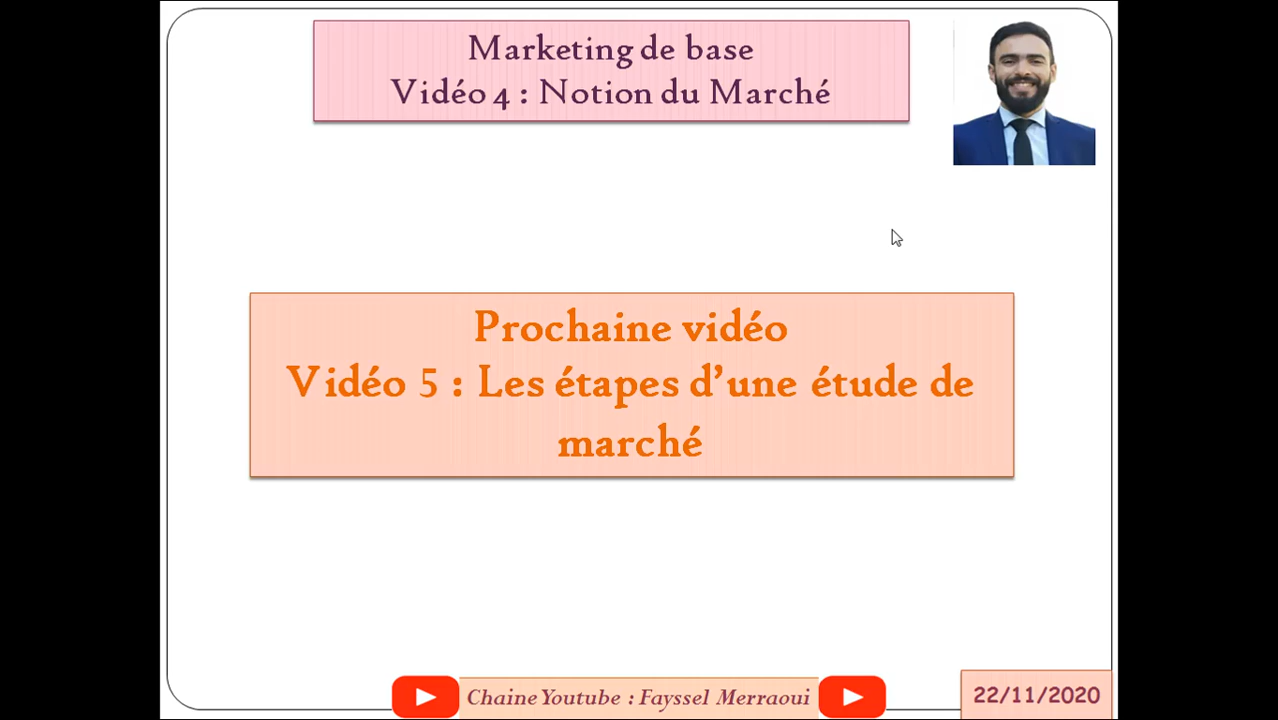 Marketing de base
Vidéo 4 : Notion du Marché
Prochaine vidéo
Vidéo 5 : Les étapes d’une étude de
marché
Chaine Youtube : Fayssel Merraoui
22/11/2020